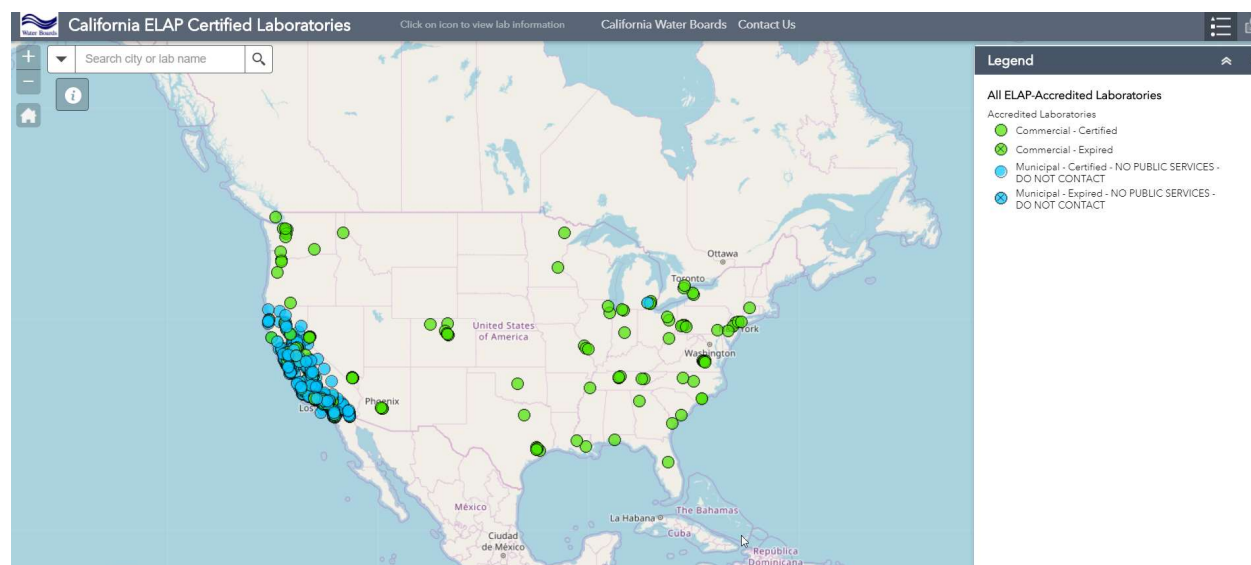 Water Boards
California ELAP Certified Laboratories
Click on icon to view lab information
California Water Boards
Contact Us
+
Search city or lab name
−
i
Legend
All ELAP-Accredited Laboratories
Accredited Laboratories
Commercial - Certified
Commercial - Expired
Municipal - Certified - NO PUBLIC SERVICES -
DO NOT CONTACT
Municipal - Expired - NO PUBLIC SERVICES -
DO NOT CONTACT
Ottawa
Toronto
United States
of America
York
Washington
Los
Phoenix
México
La Habana
The Bahamas
Cuba
Ciudad
de México
República
Dominicana